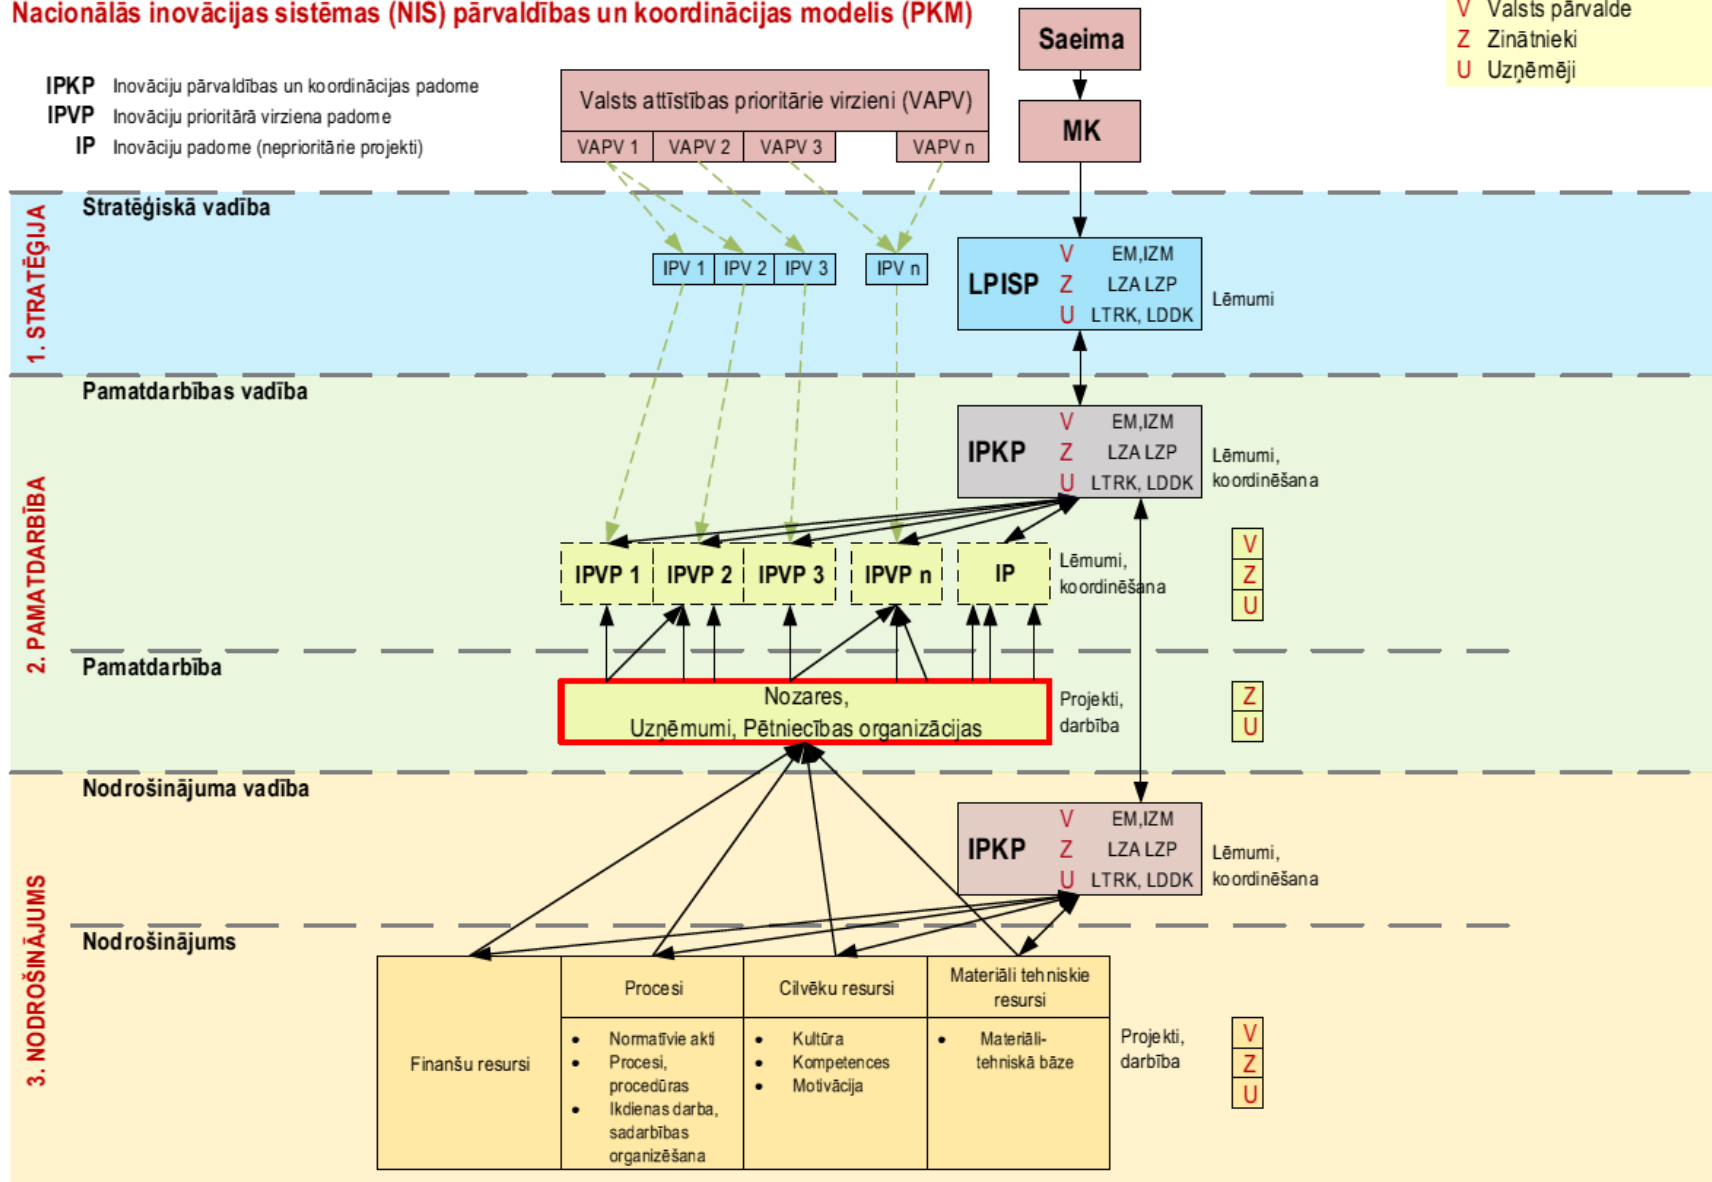 Nacionālās inovācijas sistēmas (NIS) pārvaldības un koordinācijas modelis (PKM)
V Valsts pārvalde
Z Zinātnieki
U Uzņēmēji
IPKP Inovāciju pārvaldības un koordinācijas padome
IPVP Inovāciju prioritārā virziena padome
IP Inovāciju padome (neprioritārie projekti)
Valsts attīstības prioritārie virzieni (VAPV)
VAPV 1 VAPV 2 VAPV 3 VAPV n
Saeima
MK
1. STRATĒĢIJA
Stratēģiskā vadība
IPV 1 IPV 2 IPV 3 IPV n
LPISP
V EM,IZM
Z LZA LZP
U LTRK, LDDK
Lēmumi
2. PAMATDARBĪBA
Pamatdarbības vadība
IPKP
V EM,IZM
Z LZA LZP
U LTRK, LDDK
Lēmumi,
koordinēšana
IPVP 1 IPVP 2 IPVP 3 IPVP n IP
Lēmumi,
koordinēšana
V
Z
U
Pamatdarbība
Nozares,
Uzņēmumi, Pētniecības organizācijas
Projekti,
darbība
Z
U
3. NODROŠINĀJUMS
Nodrošinājuma vadība
IPKP
V EM,IZM
Z LZA LZP
U LTRK, LDDK
Lēmumi,
koordinēšana
Nodrošinājums
Finanšu resursi
Procesi
• Normatīvie akti
• Procesi,
procedūras
• Ikdienas darba,
sadarbības
organizēšana
Cilvēku resursi
• Kultūra
• Kompetences
• Motivācija
Materiāli tehniskie
resursi
• Materiāli-
tehniskā bāze
Projekti,
darbība
V
Z
U